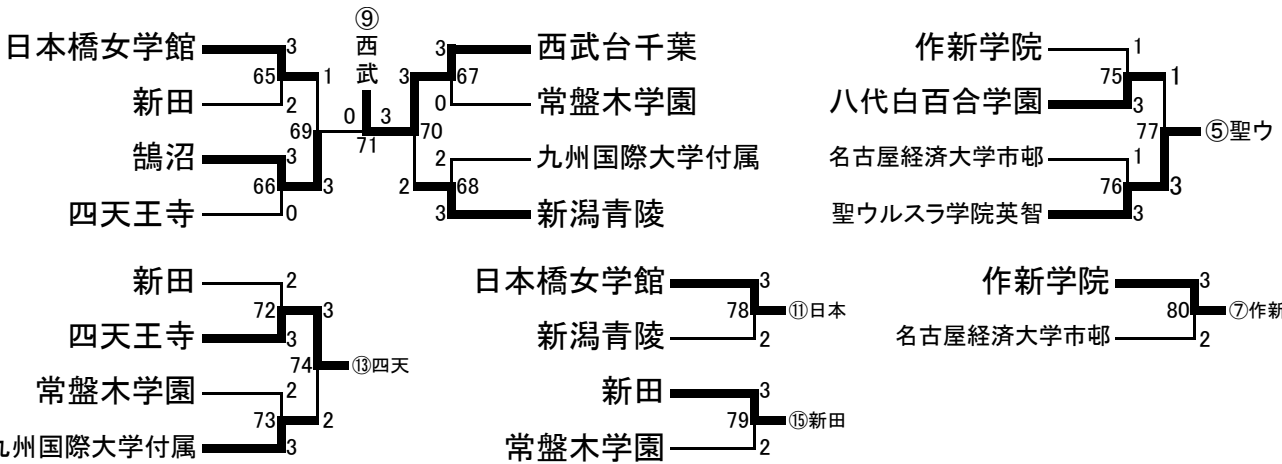 ⑨
西
武
日本橋女学館 3
65 1
新田 2
69
鵠沼 3
66 3
四天王寺 0
0 3
71
3 西武台千葉
3 67
0 常盤木学園
70
2 九州国際大学付属
2 68
3 新潟青陵
作新学院 1
75 1
八代白百合学園 3
77 ⑤聖ウ
名古屋経済大学市邨 1
76 3
聖ウルスラ学院英智 3
新田 2
72 3
四天王寺 3
74 ⑬四天
常盤木学園 2
73 2
九州国際大学付属 3
日本橋女学館 3
78 ⑪日本
新潟青陵 2
新田 3
79 ⑮新田
常盤木学園 2
作新学院 3
80 ⑦作新
名古屋経済大学市邨 2